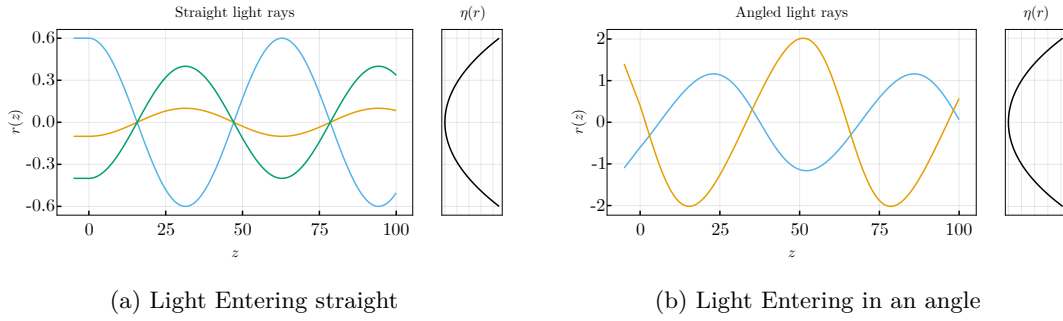 Straight light rays
η(r)
0.6
0.3
0.0
-0.3
-0.6
r(z)
0 25 50 75 100
z
(a) Light Entering straight
Angled light rays
η(r)
2
1
0
-1
-2
r(z)
0 25 50 75 100
z
(b) Light Entering in an angle